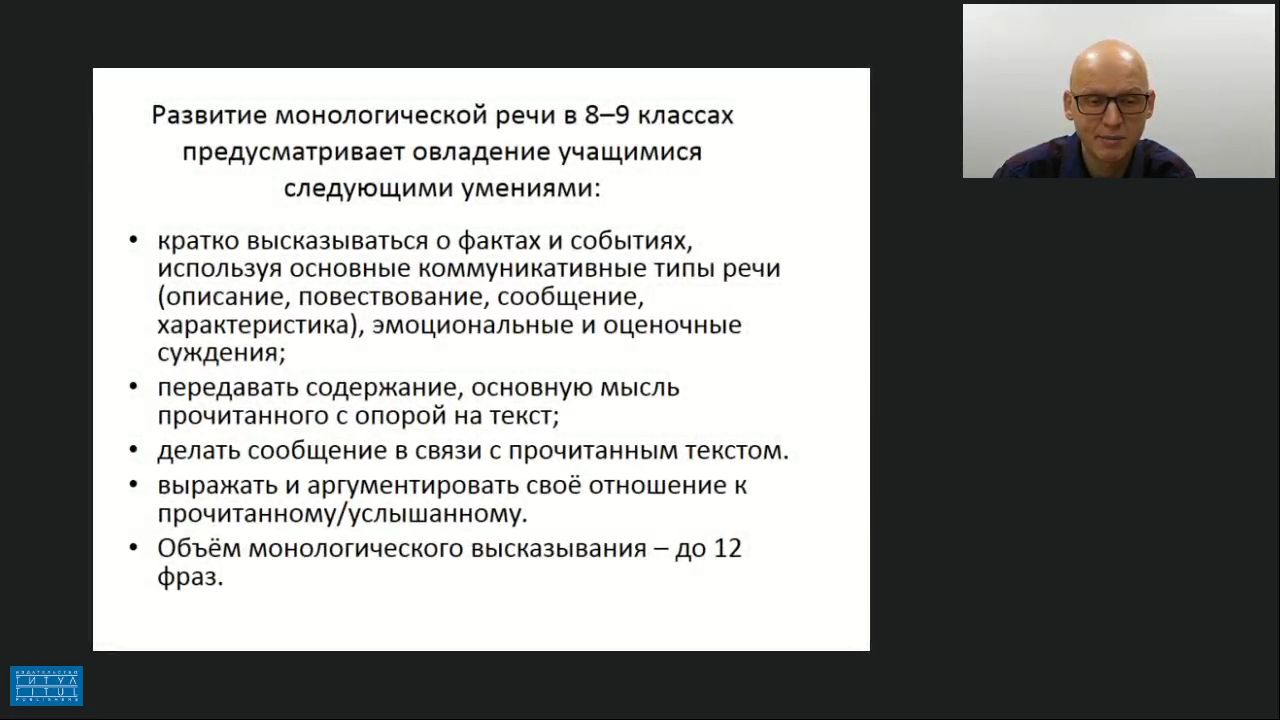 Развитие монологической речи в 8–9 классах
предусматривает овладение учащимися
следующими умениями:
• кратко высказываться о фактах и событиях,
используя основные коммуникативные типы речи
(описание, повествование, сообщение,
характеристика), эмоциональные и оценочные
суждения;
• передавать содержание, основную мысль
прочитанного с опорой на текст;
• делать сообщение в связи с прочитанным текстом.
• выражать и аргументировать своё отношение к
прочитанному/услышанному.
• Объём монологического высказывания – до 12
фраз.
ИЗДАТЕЛЬСТВО
ТИТУЛ
TITUL
PUBLISHERS